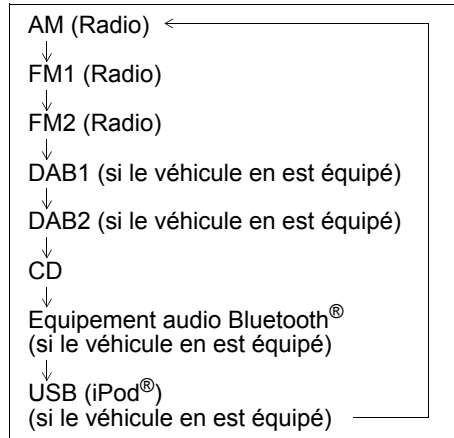 AM (Radio)
FM1 (Radio)
FM2 (Radio)
DAB1 (si le véhicule en est équipé)
DAB2 (si le véhicule en est équipé)
CD
Equipement audio Bluetooth®
(si le véhicule en est équipé)
USB (iPod®)
(si le véhicule en est équipé)